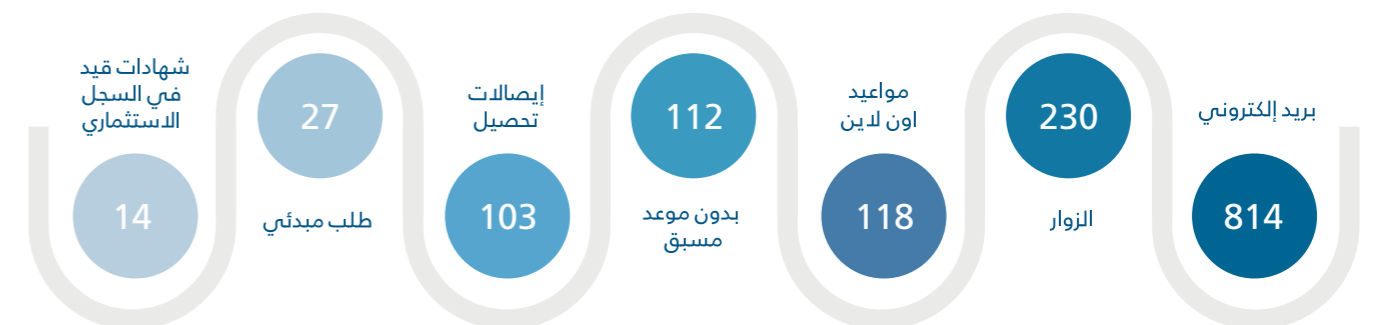 بريد إلكتروني
814
230
الزوار
مواعيد
اون لاين
118
112
بدون موعد
مسبق
إيصالات
تحصيل
103
27
طلب مبدئي
شهادات قيد
في السجل
الاستثماري
14